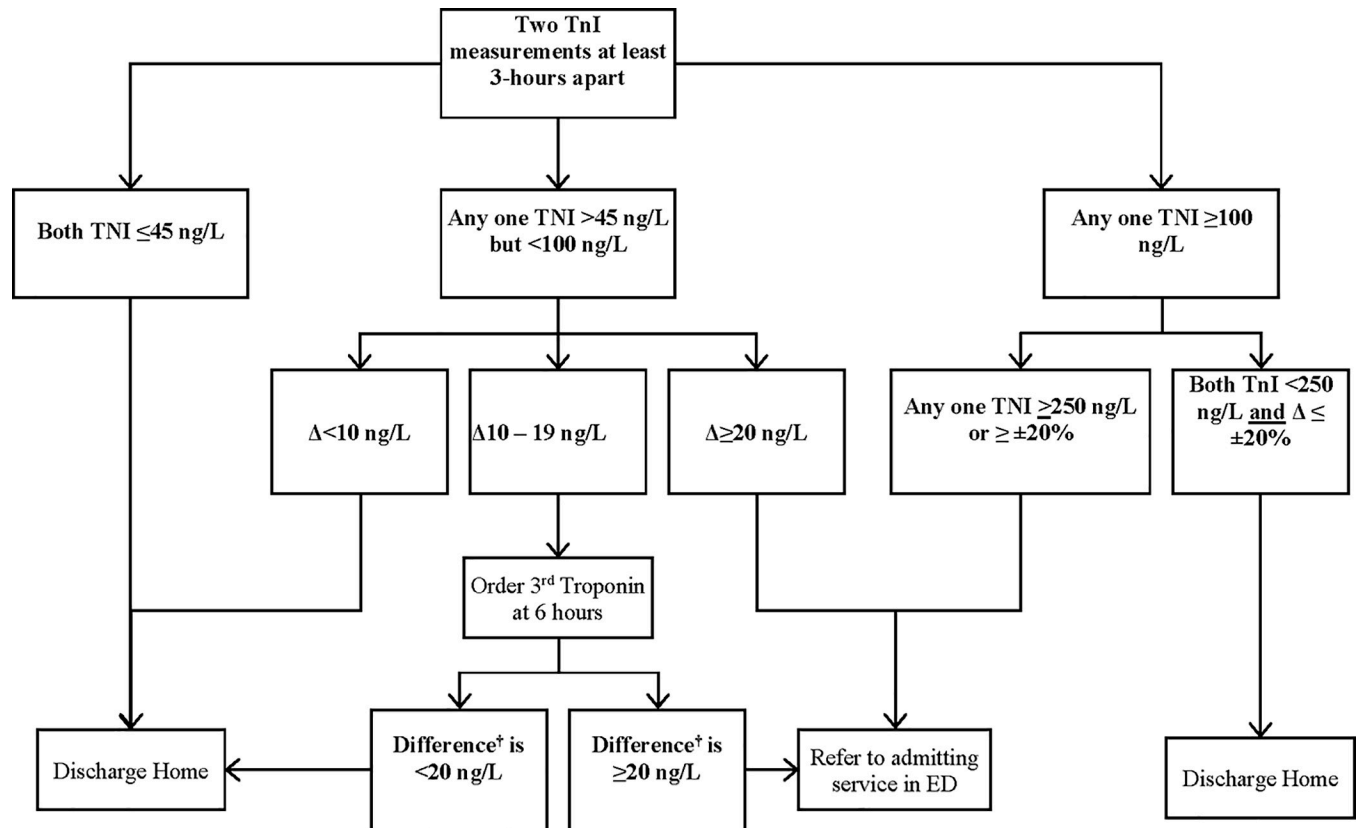 Two TnI
measurements at least
3-hours apart
Both TNI ≤45 ng/L
Any one TNI >45 ng/L
but <100 ng/L
Any one TNI ≥100
ng/L
Δ<10 ng/L
Δ10 – 19 ng/L
Δ≥20 ng/L
Any one TNI ≥250 ng/L
or ≥ ±20%
Both TnI <250
ng/L and Δ ≤
±20%
Order 3rd Troponin
at 6 hours
Discharge Home
Difference† is
<20 ng/L
Difference† is
≥20 ng/L
Refer to admitting
service in ED
Discharge Home